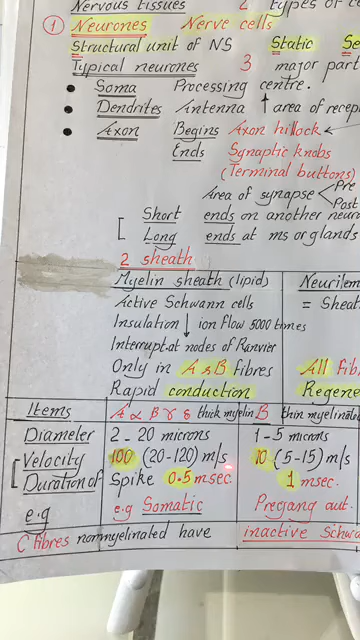 Nervous tissues 2 types of
① Neurones Nerve cells
Structural unit of NS Static
Typical neurones 3 major part
• Soma Processing centre.
• Dendrites Antenna ↑ area of recep
• Axon Begins Axon hillock
Ends Synaptic knobs
(Terminal buttons)
Area of synapse < Pre
Post
[ Short ends on another neuro
Long ends at ms or glands
2 sheath
Myelin sheath (lipid) Neurilem
Active Schwann cells = Sheat
Insulation ↓ ion flow 5000 times
Interrupt at nodes of Ranvier
Only in A & B fibres All fib
Rapid conduction Regene
Items A α β γ δ thick myelin B thin myelinated
Diameter 2-20 microns 1-5 microns
Velocity 100 (20-120) m/s 10 (5-15) m/s
Duration of Spike 0.5 msec. 1 msec.
e.g e.g Somatic Pregang aut.
C fibres nonmyelinated have inactive Schwa